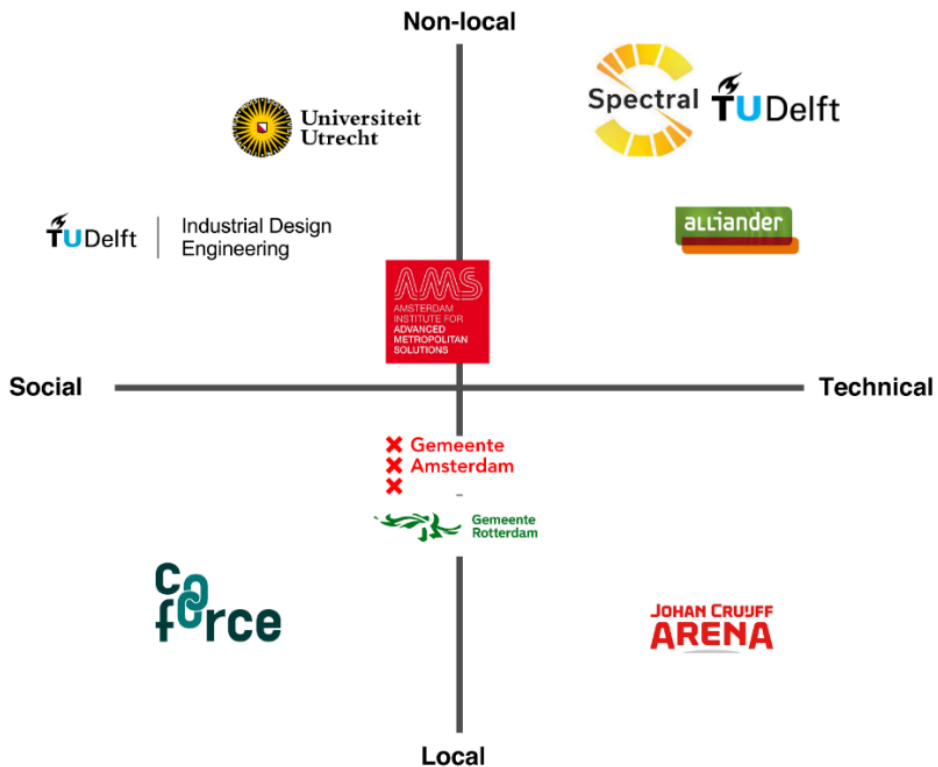 Non-local
Spectral
TUDelft
Universiteit
Utrecht
TUDelft
Industrial Design
Engineering
alliander
AMS
AMSTERDAM
INSTITUTE FOR
ADVANCED
METROPOLITAN
SOLUTIONS
Social
Technical
Gemeente
Amsterdam
Gemeente
Rotterdam
co
force
JOHAN CRUIJFF
ARENA
Local